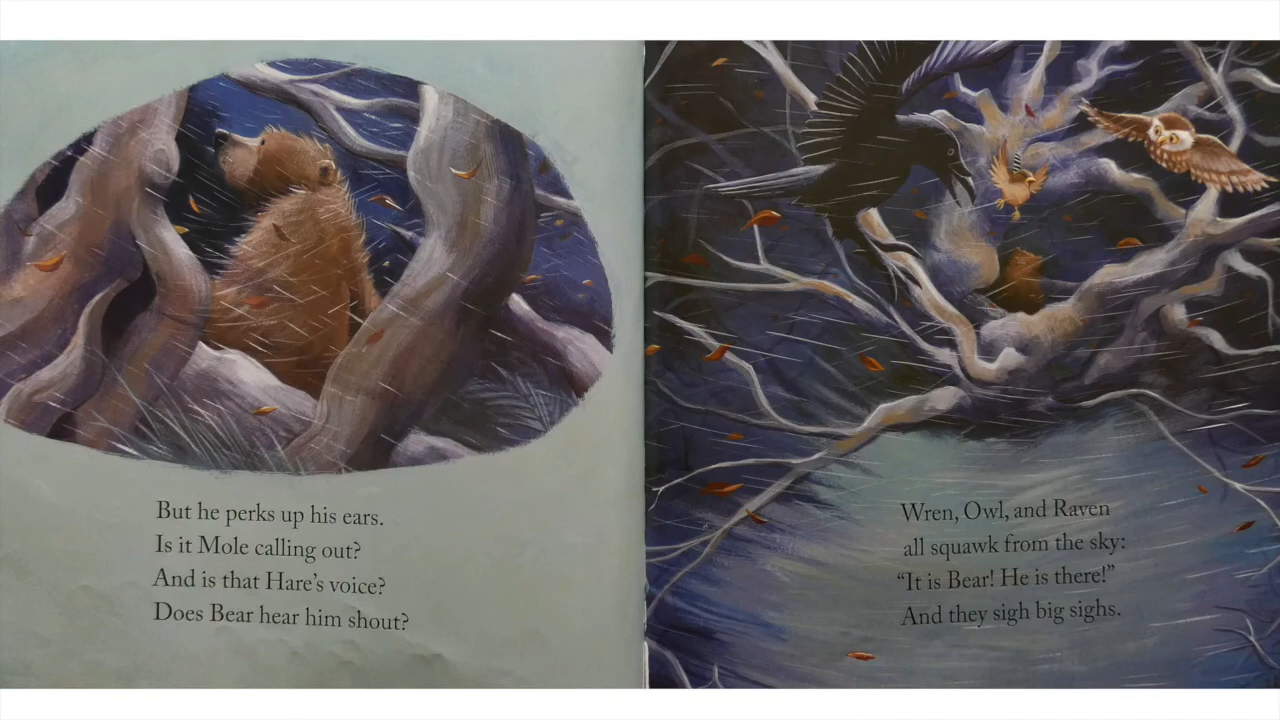 But he perks up his ears.
Is it Mole calling out?
And is that Hare's voice?
Does Bear hear him shout?
Wren, Owl, and Raven
all squawk from the sky:
“It is Bear! He is there!”
And they sigh big sighs.